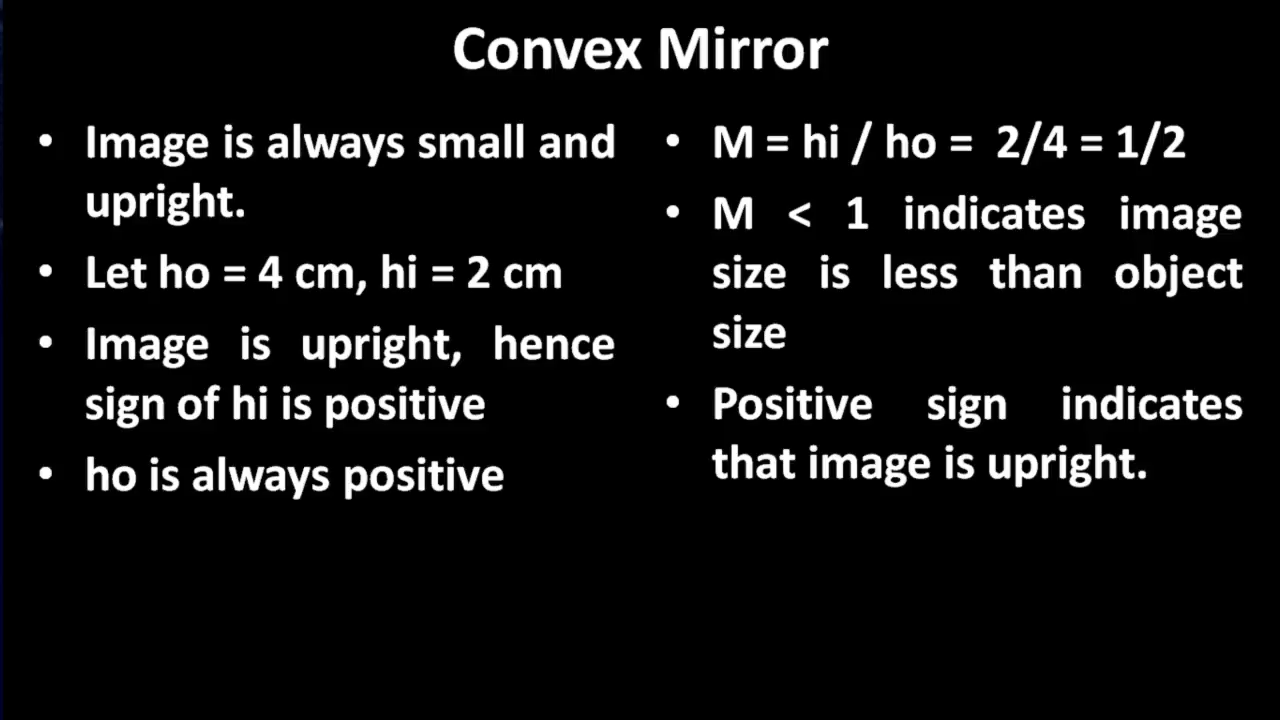 Convex Mirror
• Image is always small and
upright.
• Let ho = 4 cm, hi = 2 cm
• Image is upright, hence
sign of hi is positive
• ho is always positive
• M = hi / ho = 2/4 = 1/2
• M < 1 indicates image
size is less than object
size
• Positive sign indicates
that image is upright.